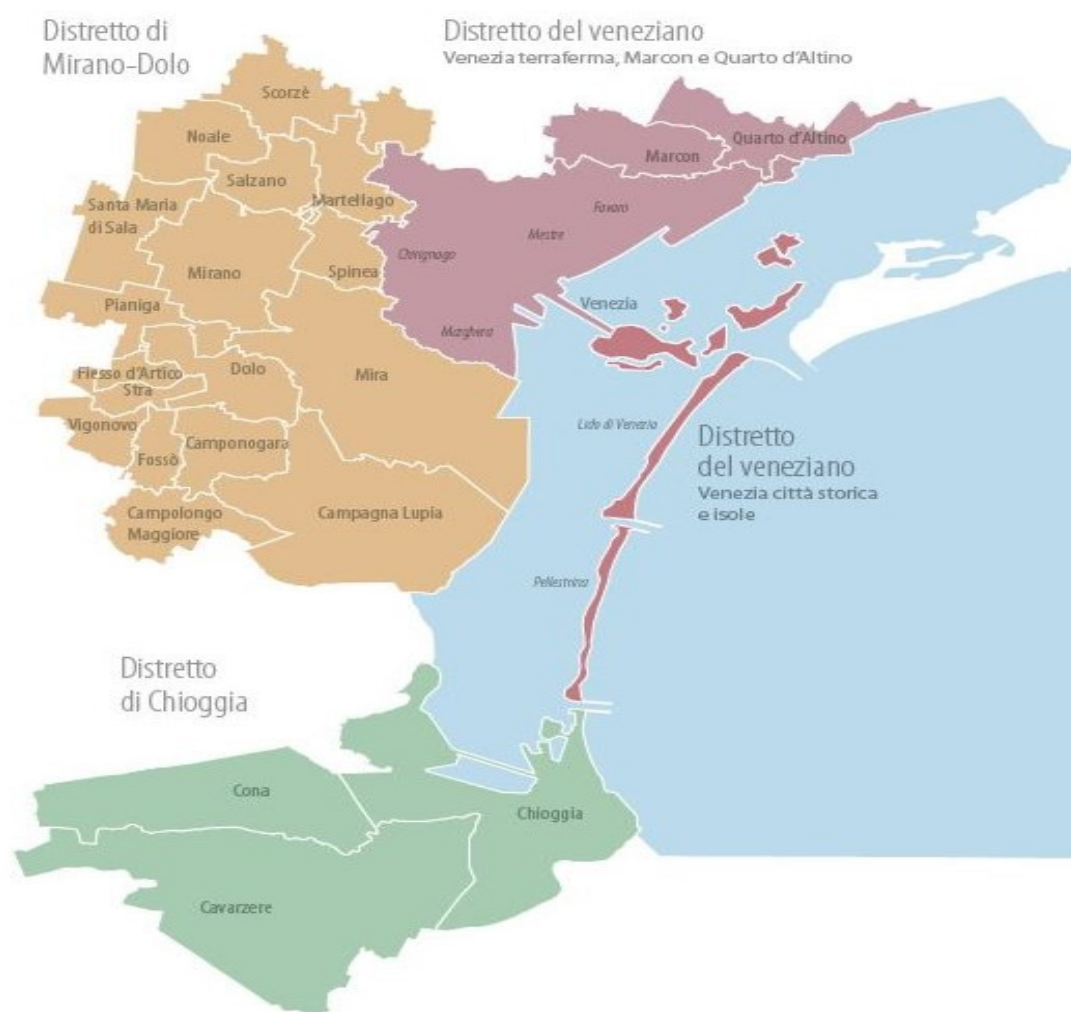 Distretto di
Mirano-Dolo
Distretto del veneziano
Venezia terraferma, Marcon e Quarto d'Altino
Scorzè
Noale
Quarto d'Altino
Marcon
Salzano
Martellago
Santa Maria
di Sala
Favaro
Mestre
Chirignago
Mirano
Spinea
Pianiga
Venezia
Marghera
Fiesso d'Artico
Dolo
Mira
Stra
Vigonovo
Lido di Venezia
Camponogara
Fossò
Distretto
del veneziano
Venezia città storica
e isole
Campolongo
Maggiore
Campagna Lupia
Pellestrina
Distretto
di Chioggia
Cona
Chioggia
Cavarzere